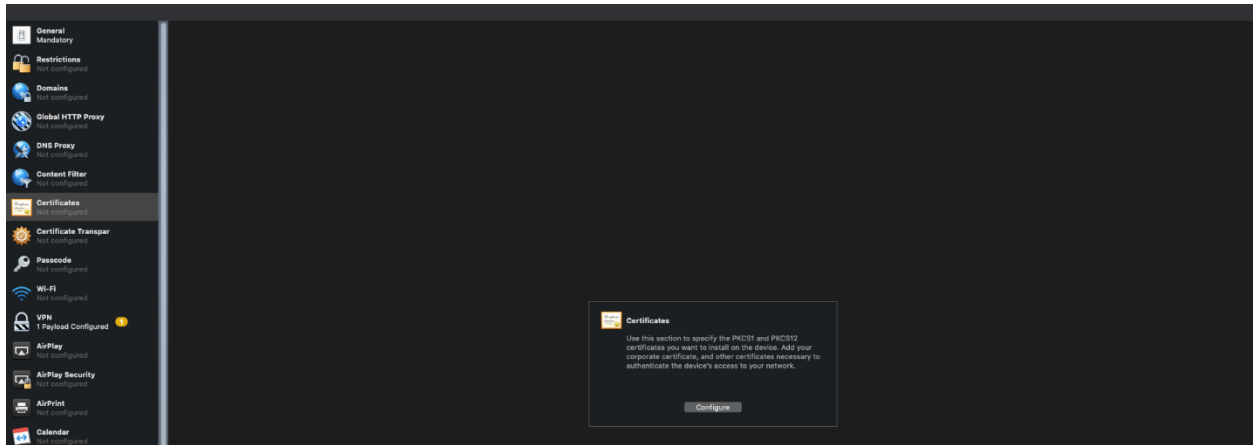 General
Mandatory
Restrictions
Not configured
Domains
Not configured
Global HTTP Proxy
Not configured
DNS Proxy
Not configured
Content Filter
Not configured
Certificates
Not configured
Certificate Transpar
Not configured
Passcode
Not configured
Wi-Fi
Not configured
VPN
1 Payload Configured
1
AirPlay
Not configured
AirPlay Security
Not configured
AirPrint
Not configured
Calendar
Not configured
Certificates
Use this section to specify the PKCS1 and PKCS12
certificates you want to install on the device. Add your
corporate certificate, and other certificates necessary to
authenticate the device's access to your network.
Configure